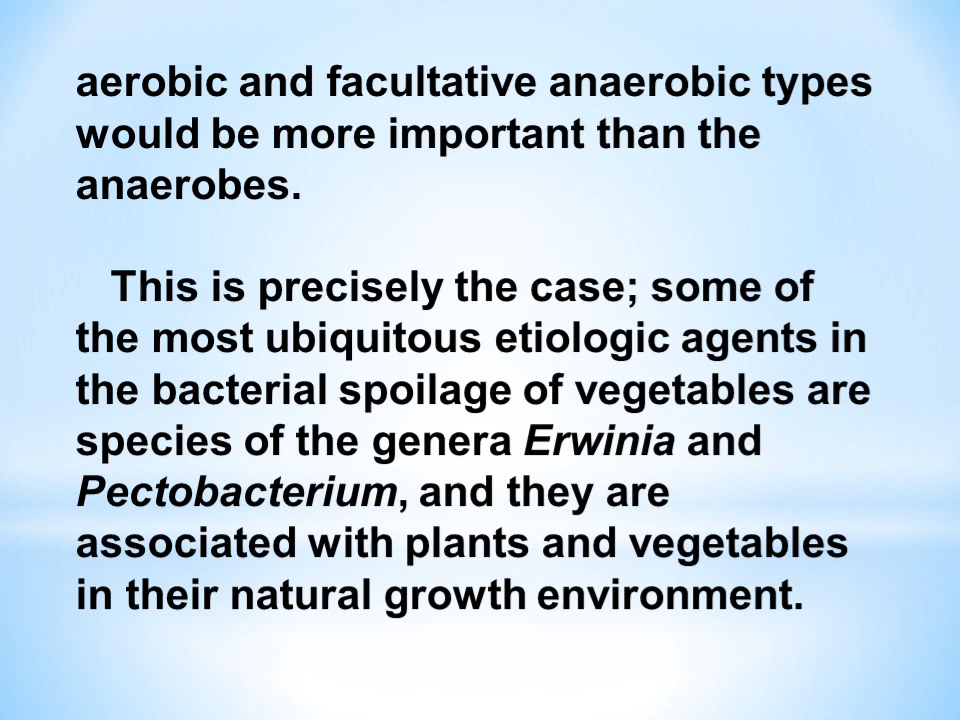 aerobic and facultative anaerobic types
would be more important than the
anaerobes.
This is precisely the case; some of
the most ubiquitous etiologic agents in
the bacterial spoilage of vegetables are
species of the genera Erwinia and
Pectobacterium, and they are
associated with plants and vegetables
in their natural growth environment.